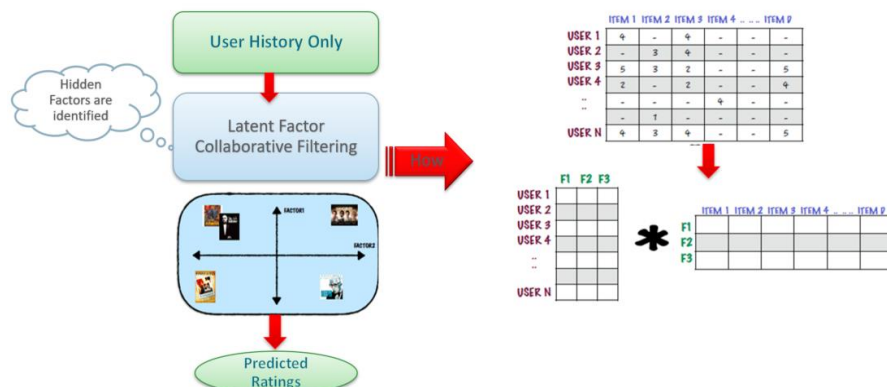 User History Only
Hidden
Factors are
identified
Latent Factor
Collaborative Filtering
How
FACTOR1
FACTOR2
Predicted
Ratings
ITEM 1 ITEM 2 ITEM 3 ITEM 4 .. ... ... ITEM D
USER 1 4 - 4 - - -
USER 2 - 3 4 - - -
USER 3 5 3 2 - - 5
USER 4 2 - 2 - - 4
:: - - - 4 - -
- 1 - - - -
USER N 4 3 4 - - 5
F1 F2 F3
USER 1
USER 2
USER 3
USER 4
::
USER N
*
ITEM 1 ITEM 2 ITEM 3 ITEM 4 .. ... ... ITEM D
F1
F2
F3